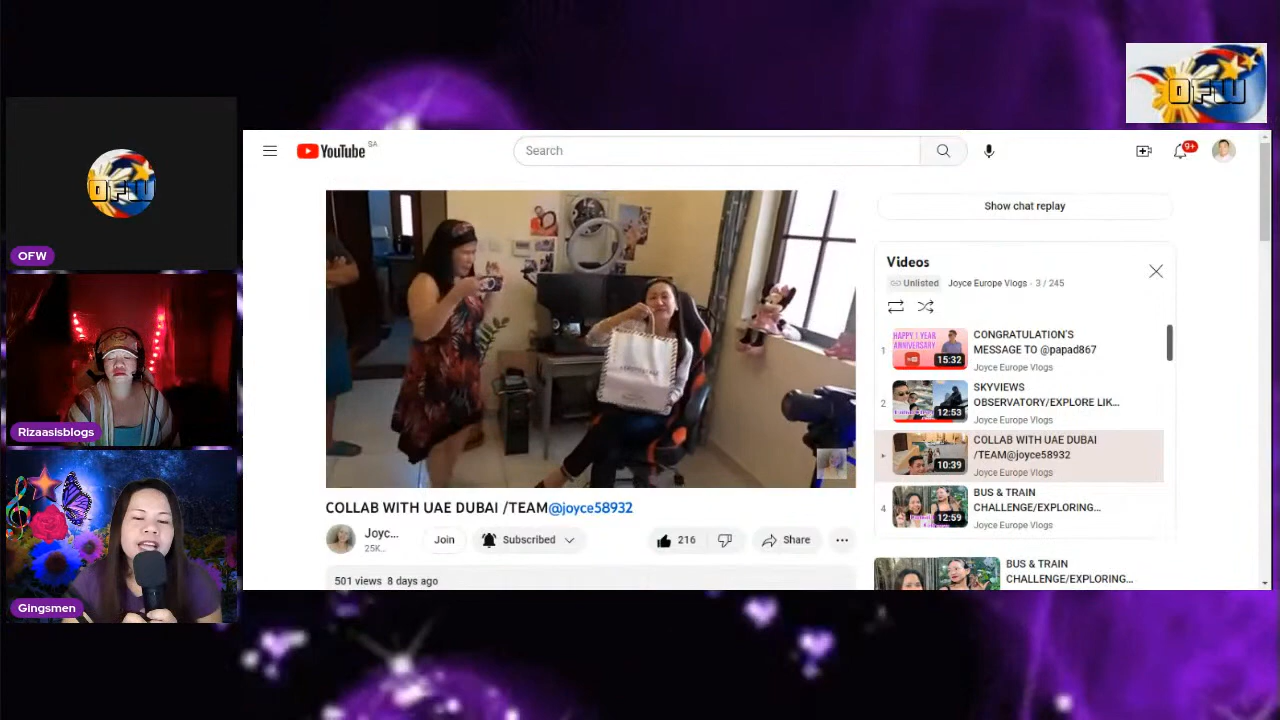 OFW
OFW
OFW
Rizaasisblogs
Gingsmen
YouTube
SA
Search
9+
COLLAB WITH UAE DUBAI /TEAM@joyce58932
Joyc...
25K...
Join
Subscribed
216
Share
...
501 views 8 days ago
Show chat replay
Videos
Unlisted
Joyce Europe Vlogs - 3 / 245
1
HAPPY 1 YEAR
ANNIVERSARY
15:32
CONGRATULATION'S
MESSAGE TO @papad867
Joyce Europe Vlogs
2
12:53
SKYVIEWS
OBSERVATORY/EXPLORE LIK...
Joyce Europe Vlogs
10:39
COLLAB WITH UAE DUBAI
/TEAM@joyce58932
Joyce Europe Vlogs
4
12:59
BUS & TRAIN
CHALLENGE/EXPLORING...
Joyce Europe Vlogs
BUS & TRAIN
CHALLENGE/EXPLORING...